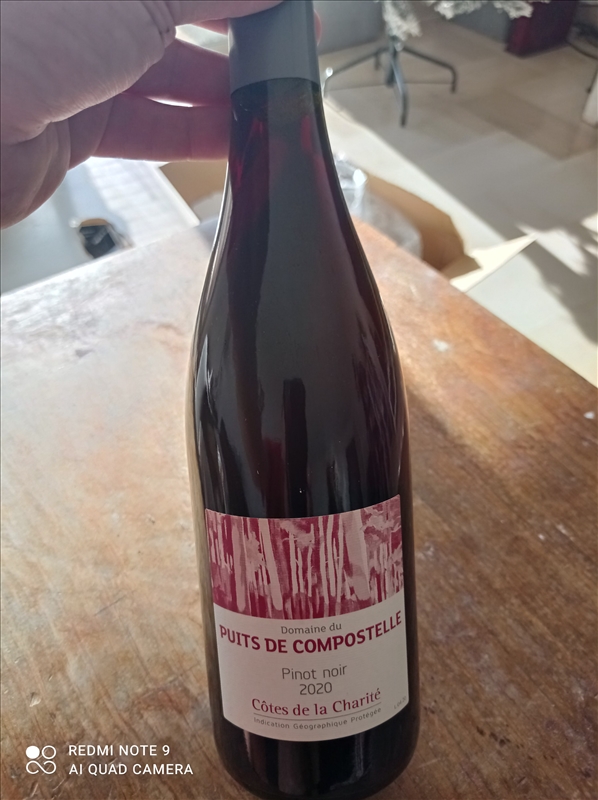 Domaine du
PUITS DE COMPOSTELLE
Pinot noir
2020
Côtes de la Charité
Indication Géographique Protégée
REDMI NOTE 9
AI QUAD CAMERA